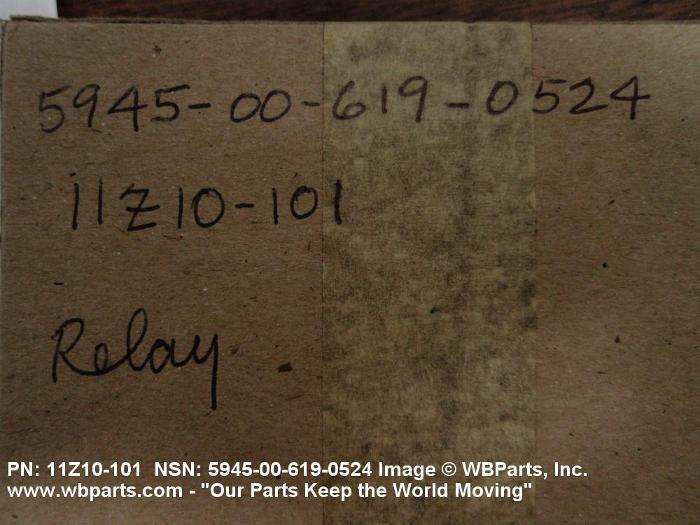 5945-00-619-0524
11Z10-101
Relay.
PN: 11Z10-101 NSN: 5945-00-619-0524 Image © WBParts, Inc.
www.wbparts.com - "Our Parts Keep the World Moving"